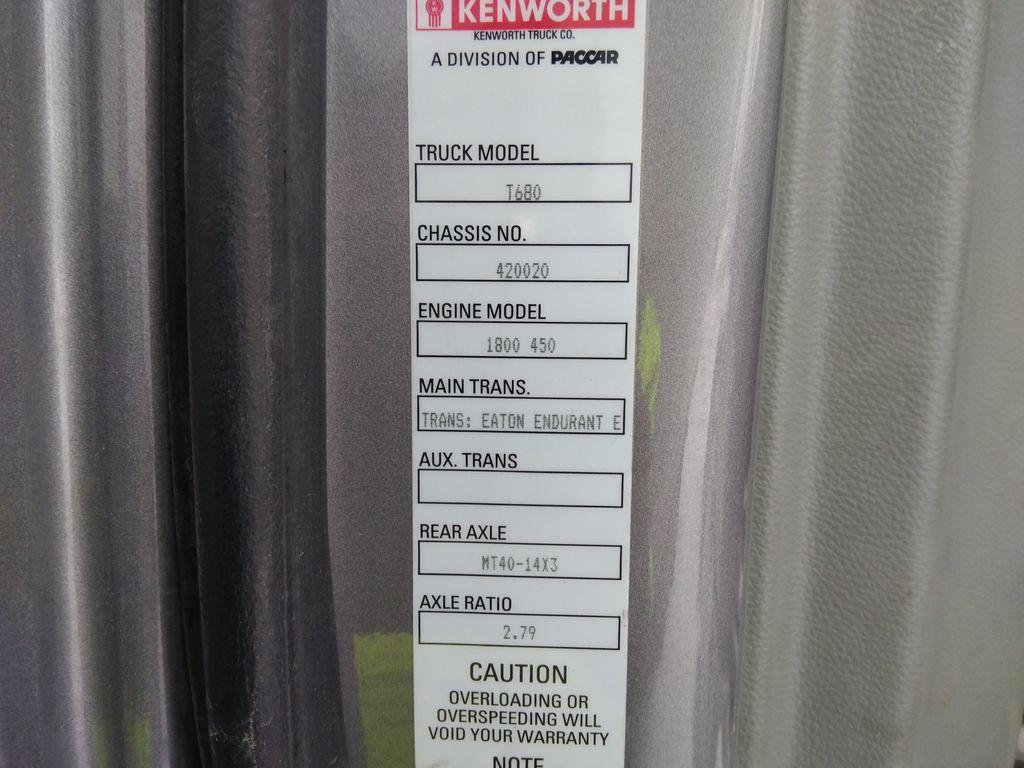 KENWORTH
KENWORTH TRUCK CO.
A DIVISION OF PACCAR
TRUCK MODEL
T680
CHASSIS NO.
420020
ENGINE MODEL
1800 450
MAIN TRANS.
TRANS: EATON ENDURANT E
AUX. TRANS
REAR AXLE
MT40-14X3
AXLE RATIO
2.79
CAUTION
OVERLOADING OR
OVERSPEEDING WILL
VOID YOUR WARRANTY
NOTE